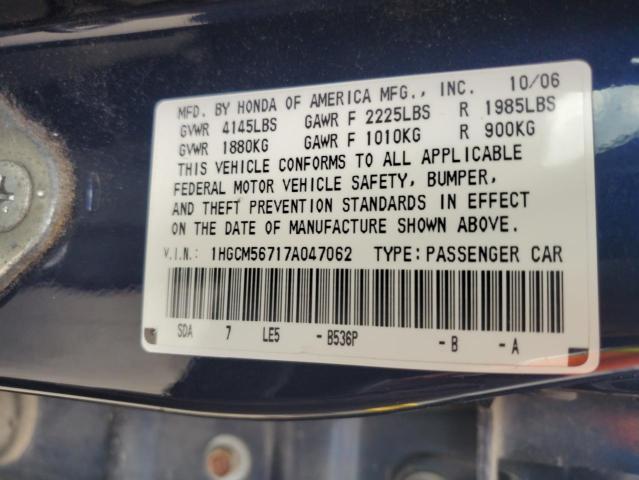 MFD. BY HONDA OF AMERICA MFG., INC. 10/06
GVWR 4145LBS GAWR F 2225LBS R 1985LBS
GVWR 1880KG GAWR F 1010KG R 900KG
THIS VEHICLE CONFORMS TO ALL APPLICABLE
FEDERAL MOTOR VEHICLE SAFETY, BUMPER,
AND THEFT PREVENTION STANDARDS IN EFFECT
ON THE DATE OF MANUFACTURE SHOWN ABOVE.
V.I.N.: 1HGCM56717A047062 TYPE: PASSENGER CAR
SDA 7 LE5 -B536P -B -A